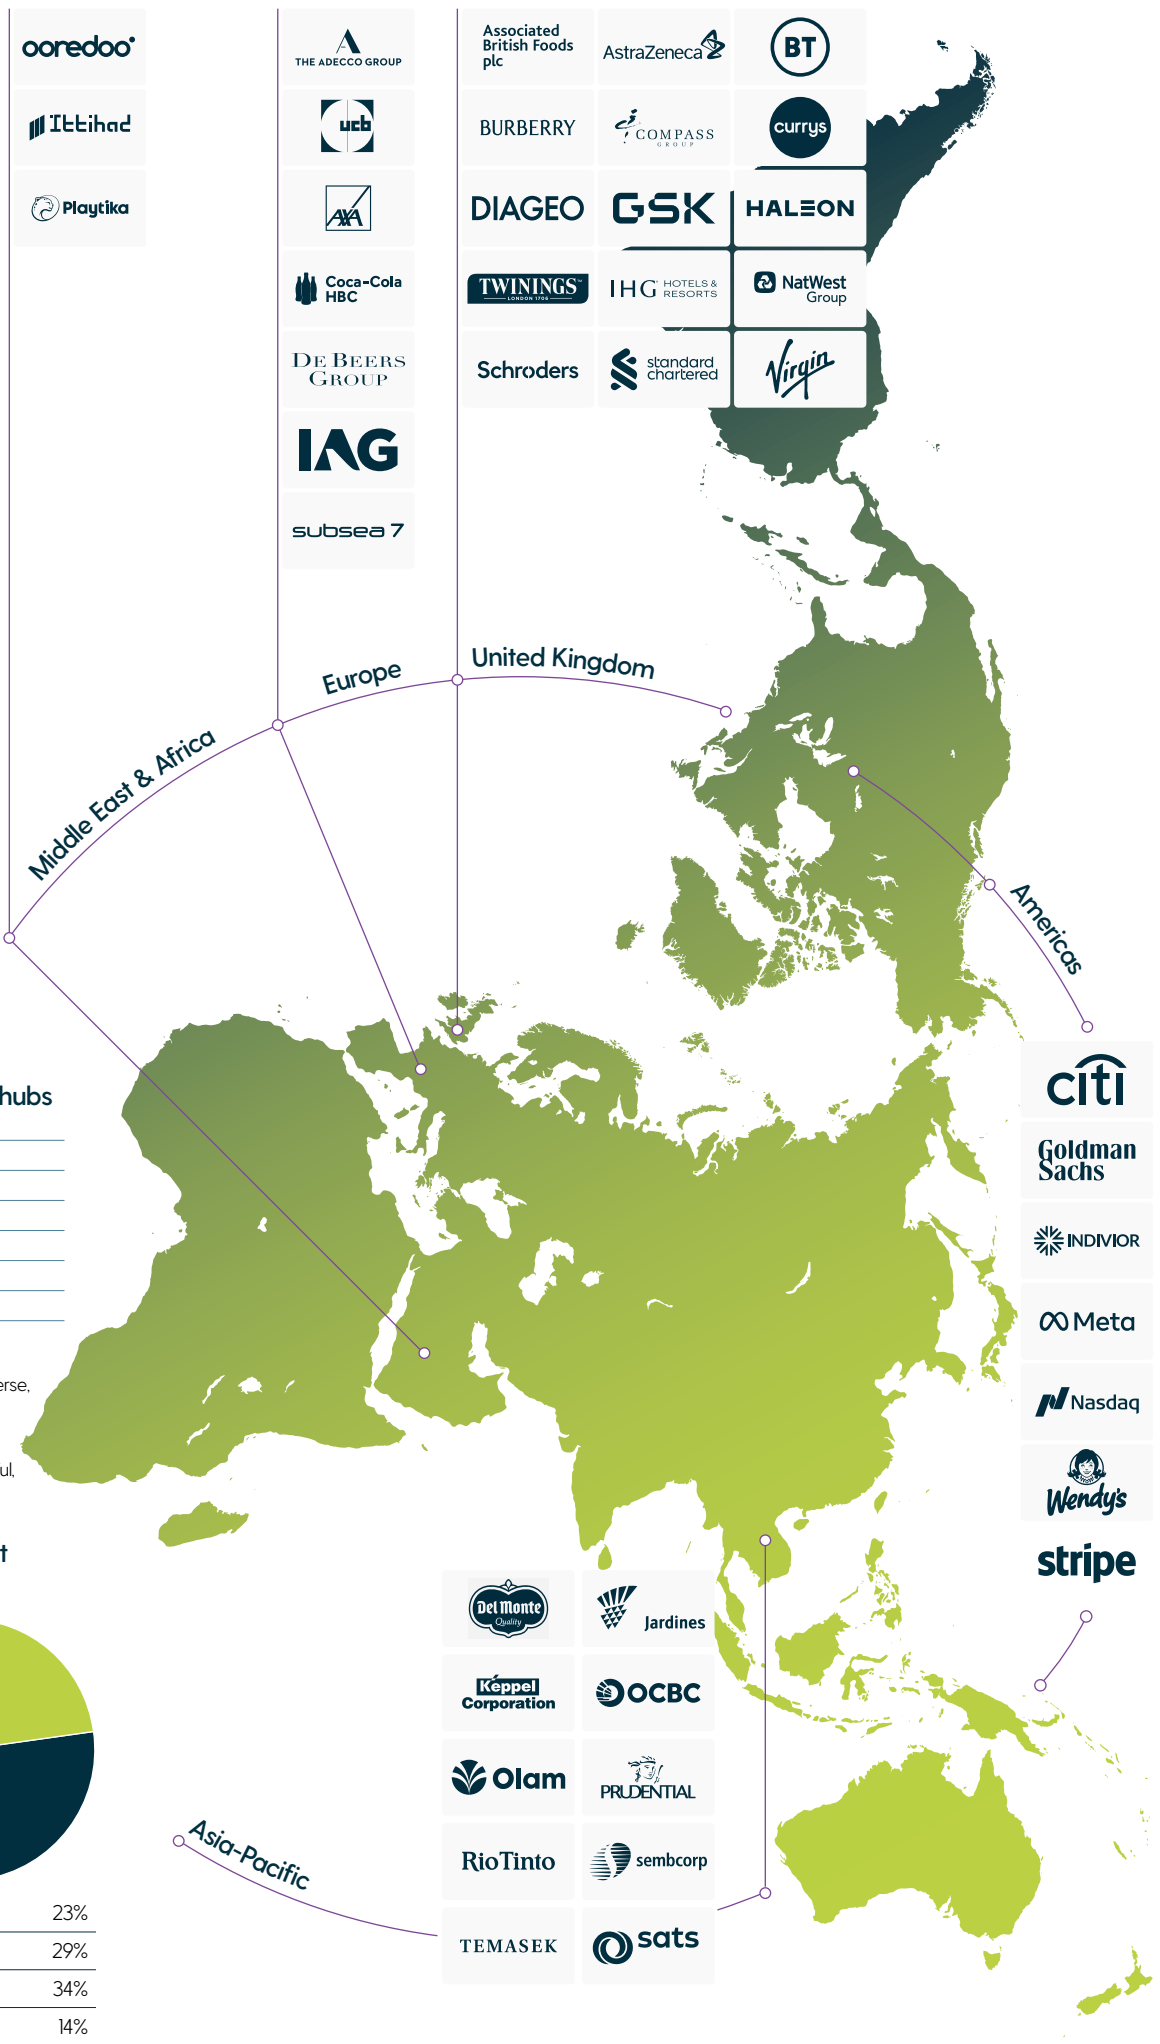 ooredoo
Ittihad
Playtika
THE ADECCO GROUP
ucb
AXA
Coca-Cola
HBC
DE BEERS
GROUP
IAG
subsea 7
Associated
British Foods
plc
AstraZeneca
BT
BURBERRY
COMPASS
GROUP
currys
DIAGEO
GSK
HALEON
TWININGS
LONDON 1706
IHG HOTELS &
RESORTS
NatWest
Group
Schroders
standard
chartered
Virgin
Middle East & Africa
Europe
United Kingdom
Americas
citi
Goldman
Sachs
INDIVIOR
Meta
Nasdaq
Wendy's
stripe
hubs
erse,
ul,
t
23%
29%
34%
14%
Asia-Pacific
Del Monte
Quality
Jardines
Keppel
Corporation
OCBC
Olam
PRUDENTIAL
RioTinto
sembcorp
TEMASEK
sats